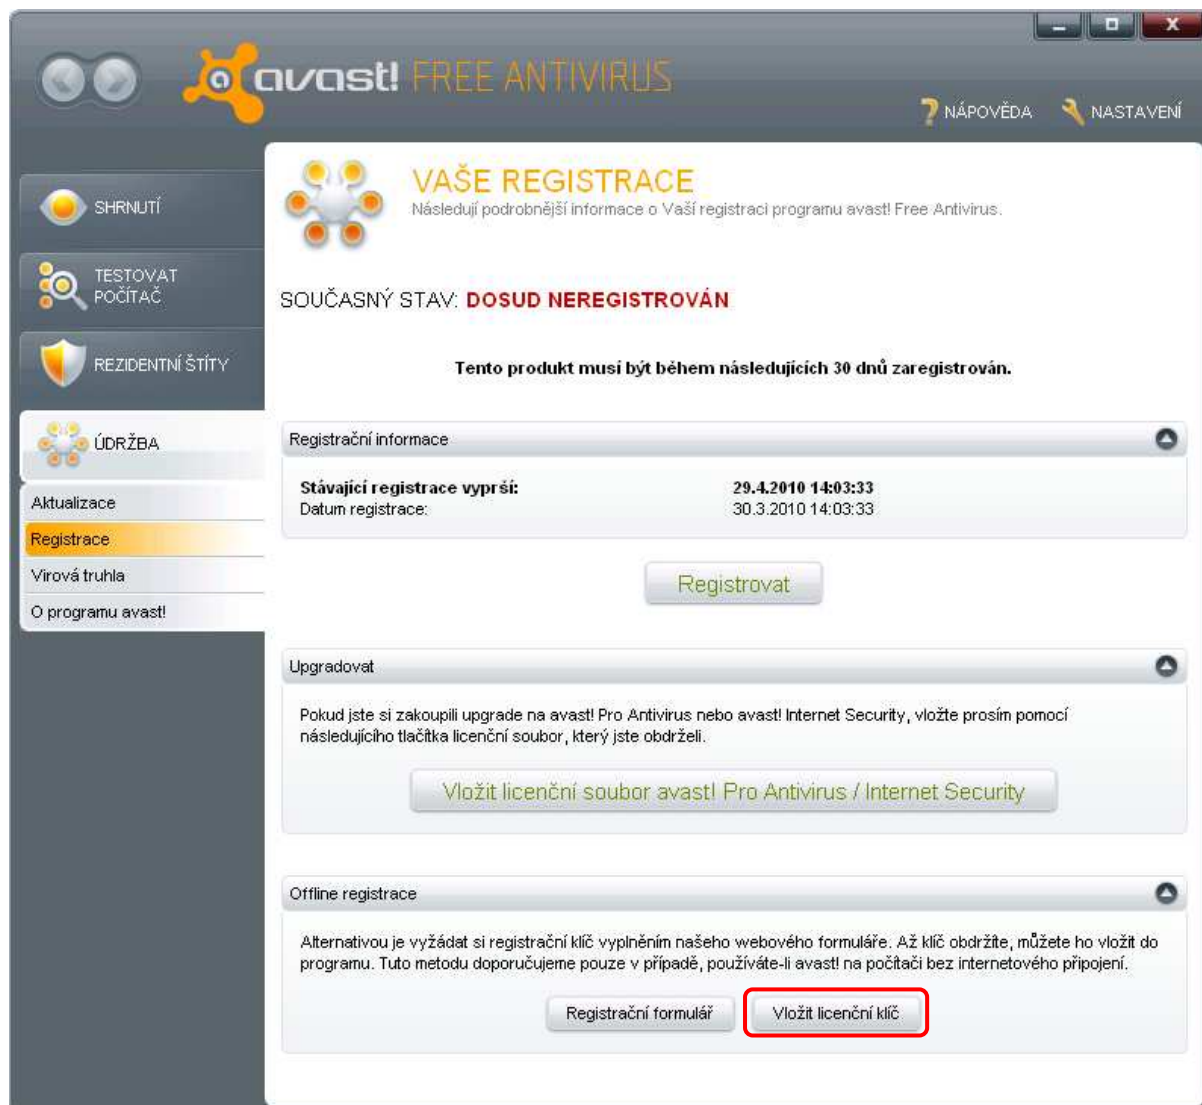 avast! FREE ANTIVIRUS
NÁPOVĚDA
NASTAVENÍ
SHRNUTÍ
TESTOVAT
POČÍTAČ
REZIDENTNÍ ŠTÍTY
ÚDRŽBA
Aktualizace
Registrace
Virová truhla
O programu avast!
VAŠE REGISTRACE
Následují podrobnější informace o Vaší registraci programu avast! Free Antivirus.
SOUČASNÝ STAV: DOSUD NEREGISTROVÁN
Tento produkt musí být během následujících 30 dnů zaregistrován.
Registrační informace
Stávající registrace vyprší: 29.4.2010 14:03:33
Datum registrace: 30.3.2010 14:03:33
Registrovat
Upgradovat
Pokud jste si zakoupili upgrade na avast! Pro Antivirus nebo avast! Internet Security, vložte prosím pomocí
následujícího tlačítka licenční soubor, který jste obdrželi.
Vložit licenční soubor avast! Pro Antivirus / Internet Security
Offline registrace
Alternativou je vyžádat si registrační klíč vyplněním našeho webového formuláře. Až klíč obdržíte, můžete ho vložit do
programu. Tuto metodu doporučujeme pouze v případě, používáte-li avast! na počítači bez internetového připojení.
Registrační formulář
Vložit licenční klíč